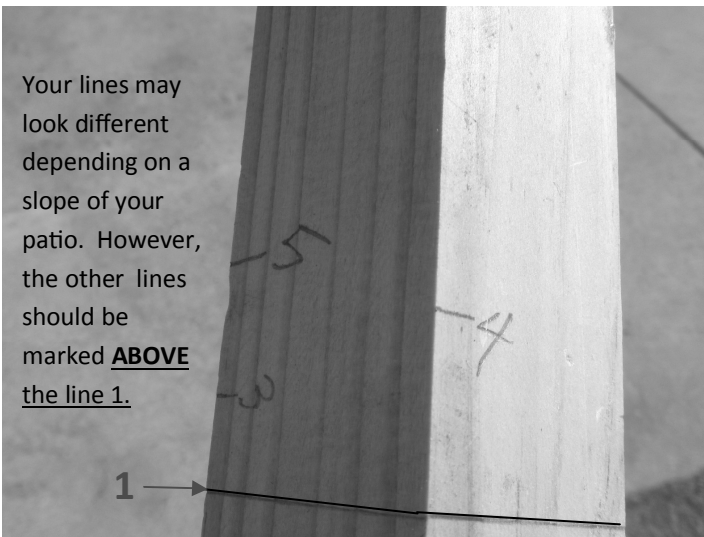 Your lines may
look different
depending on a
slope of your
patio. However,
the other lines
should be
marked ABOVE
the line 1.
5
4
3
1